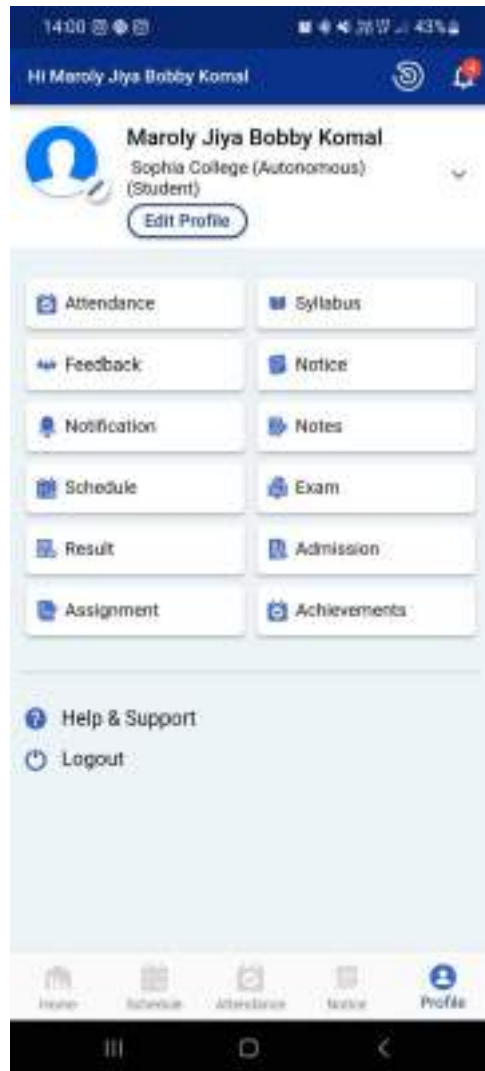 14:00
43%
Hi Maroly Jiya Bobby Komal
Maroly Jiya Bobby Komal
Sophia College (Autonomous)
(Student)
Edit Profile
Attendance
Syllabus
Feedback
Notice
Notification
Notes
Schedule
Exam
Result
Admission
Assignment
Achievements
Help & Support
Logout
Home
Schedule
Attendance
Notice
Profile